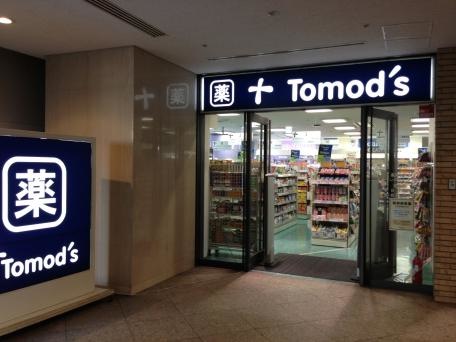 薬 Tomod's
薬
Tomod's